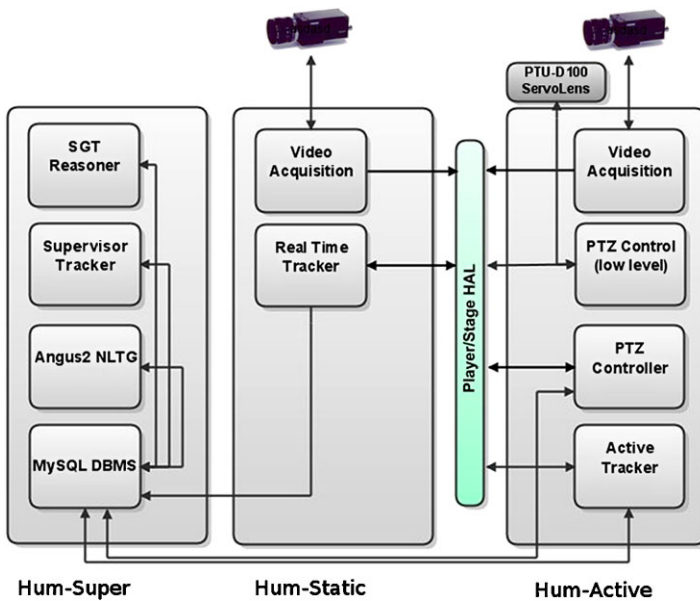 PTU-D100
ServoLens
SGT
Reasoner
Supervisor
Tracker
Angus2 NLTG
MySQL DBMS
Video
Acquisition
Real Time
Tracker
Player/Stage HAL
Video
Acquisition
PTZ Control
(low level)
PTZ
Controller
Active
Tracker
Hum-Super
Hum-Static
Hum-Active